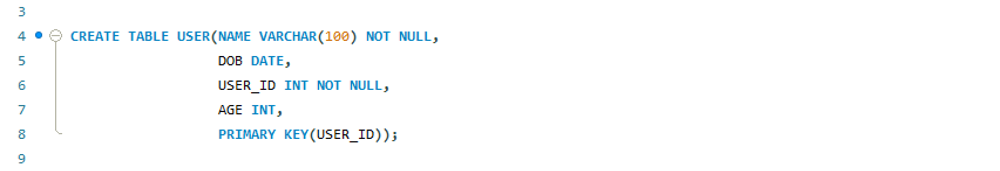 3
4 CREATE TABLE USER(NAME VARCHAR(100) NOT NULL,
5 DOB DATE,
6 USER_ID INT NOT NULL,
7 AGE INT,
8 PRIMARY KEY(USER_ID));
9